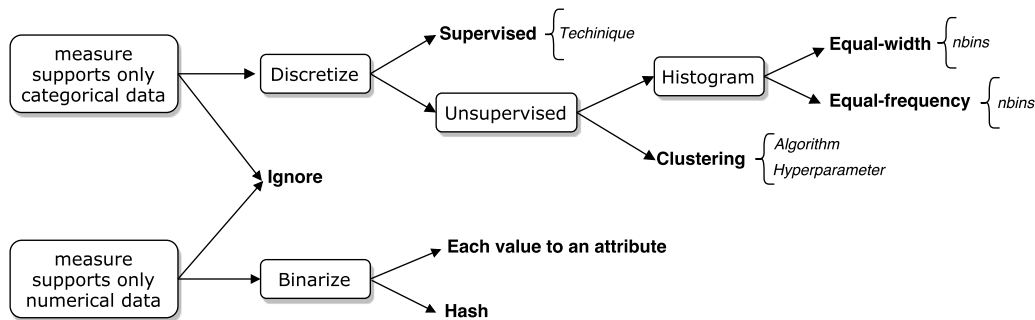 measure
supports only
categorical data
Discretize
Supervised
Techinique
Unsupervised
Histogram
Equal-width
nbins
Equal-frequency
nbins
Clustering
Algorithm
Hyperparameter
Ignore
measure
supports only
numerical data
Binarize
Each value to an attribute
Hash